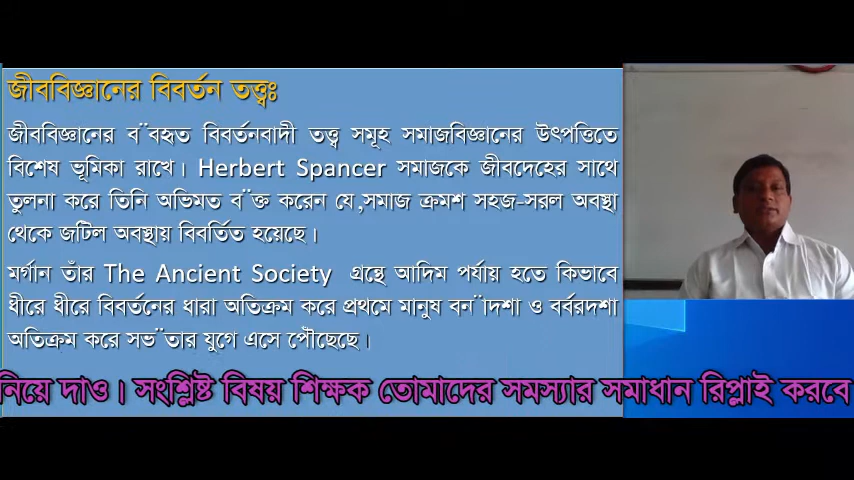 জীববিজ্ঞানের বিবর্তন তত্ত্বঃ
জীববিজ্ঞানের ব¨বহৃত বিবর্তনবাদী তত্ত্ব সমূহ সমাজবিজ্ঞানের উৎপত্তিতে
বিশেষ ভূমিকা রাখে। Herbert Spancer সমাজকে জীবদেহের সাথে
তুলনা করে তিনি অভিমত ব¨ক্ত করেন যে,সমাজ ক্রমশ সহজ-সরল অবস্থা
থেকে জটিল অবস্থায় বিবর্তিত হয়েছে।
মর্গান তাঁর The Ancient Society গ্রন্থে আদিম পর্যায় হতে কিভাবে
ধীরে ধীরে বিবর্তনের ধারা অতিক্রম করে প্রথমে মানুষ বন¨াদশা ও বর্বরদশা
অতিক্রম করে সভ¨তার যুগে এসে পৌছেছে।
নিয়ে দাও। সংশ্লিষ্ট বিষয় শিক্ষক তোমাদের সমস্যার সমাধান রিপ্লাই করবে